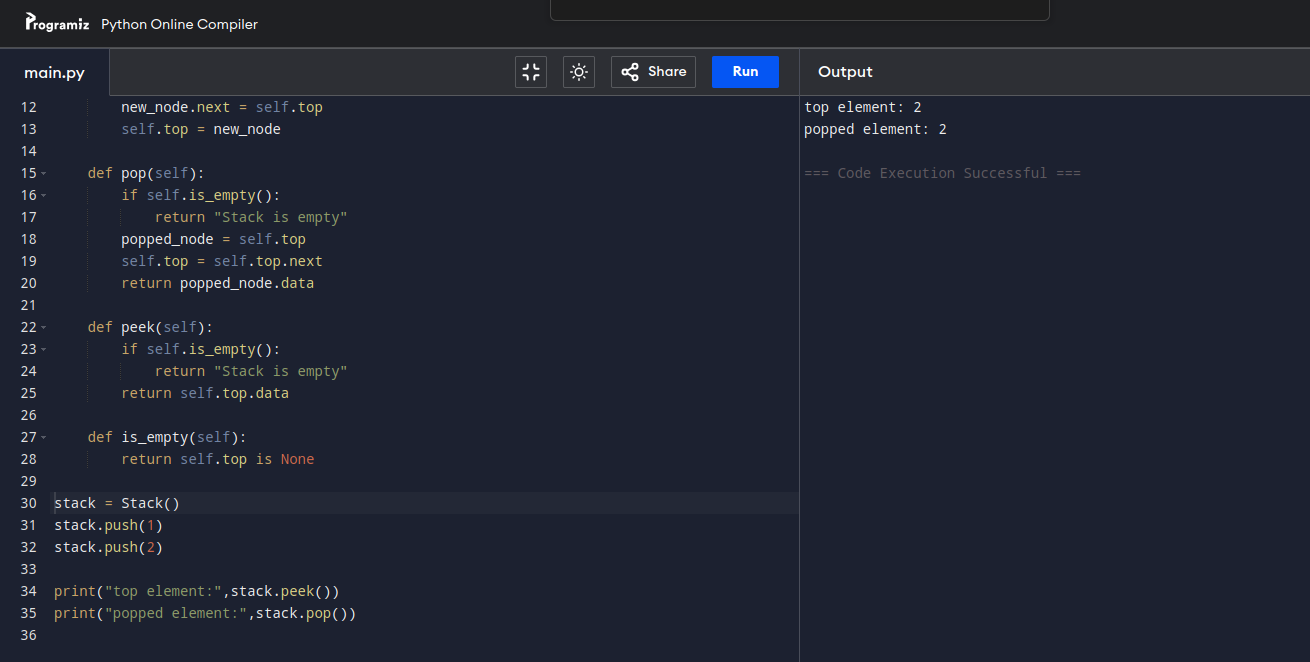 Programiz Python Online Compiler
main.py Share Run Output
12 new_node.next = self.top
13 self.top = new_node
14
15 def pop(self):
16 if self.is_empty():
17 return "Stack is empty"
18 popped_node = self.top
19 self.top = self.top.next
20 return popped_node.data
21
22 def peek(self):
23 if self.is_empty():
24 return "Stack is empty"
25 return self.top.data
26
27 def is_empty(self):
28 return self.top is None
29
30 stack = Stack()
31 stack.push(1)
32 stack.push(2)
33
34 print("top element:",stack.peek())
35 print("popped element:",stack.pop())
36
top element: 2
popped element: 2
=== Code Execution Successful ===